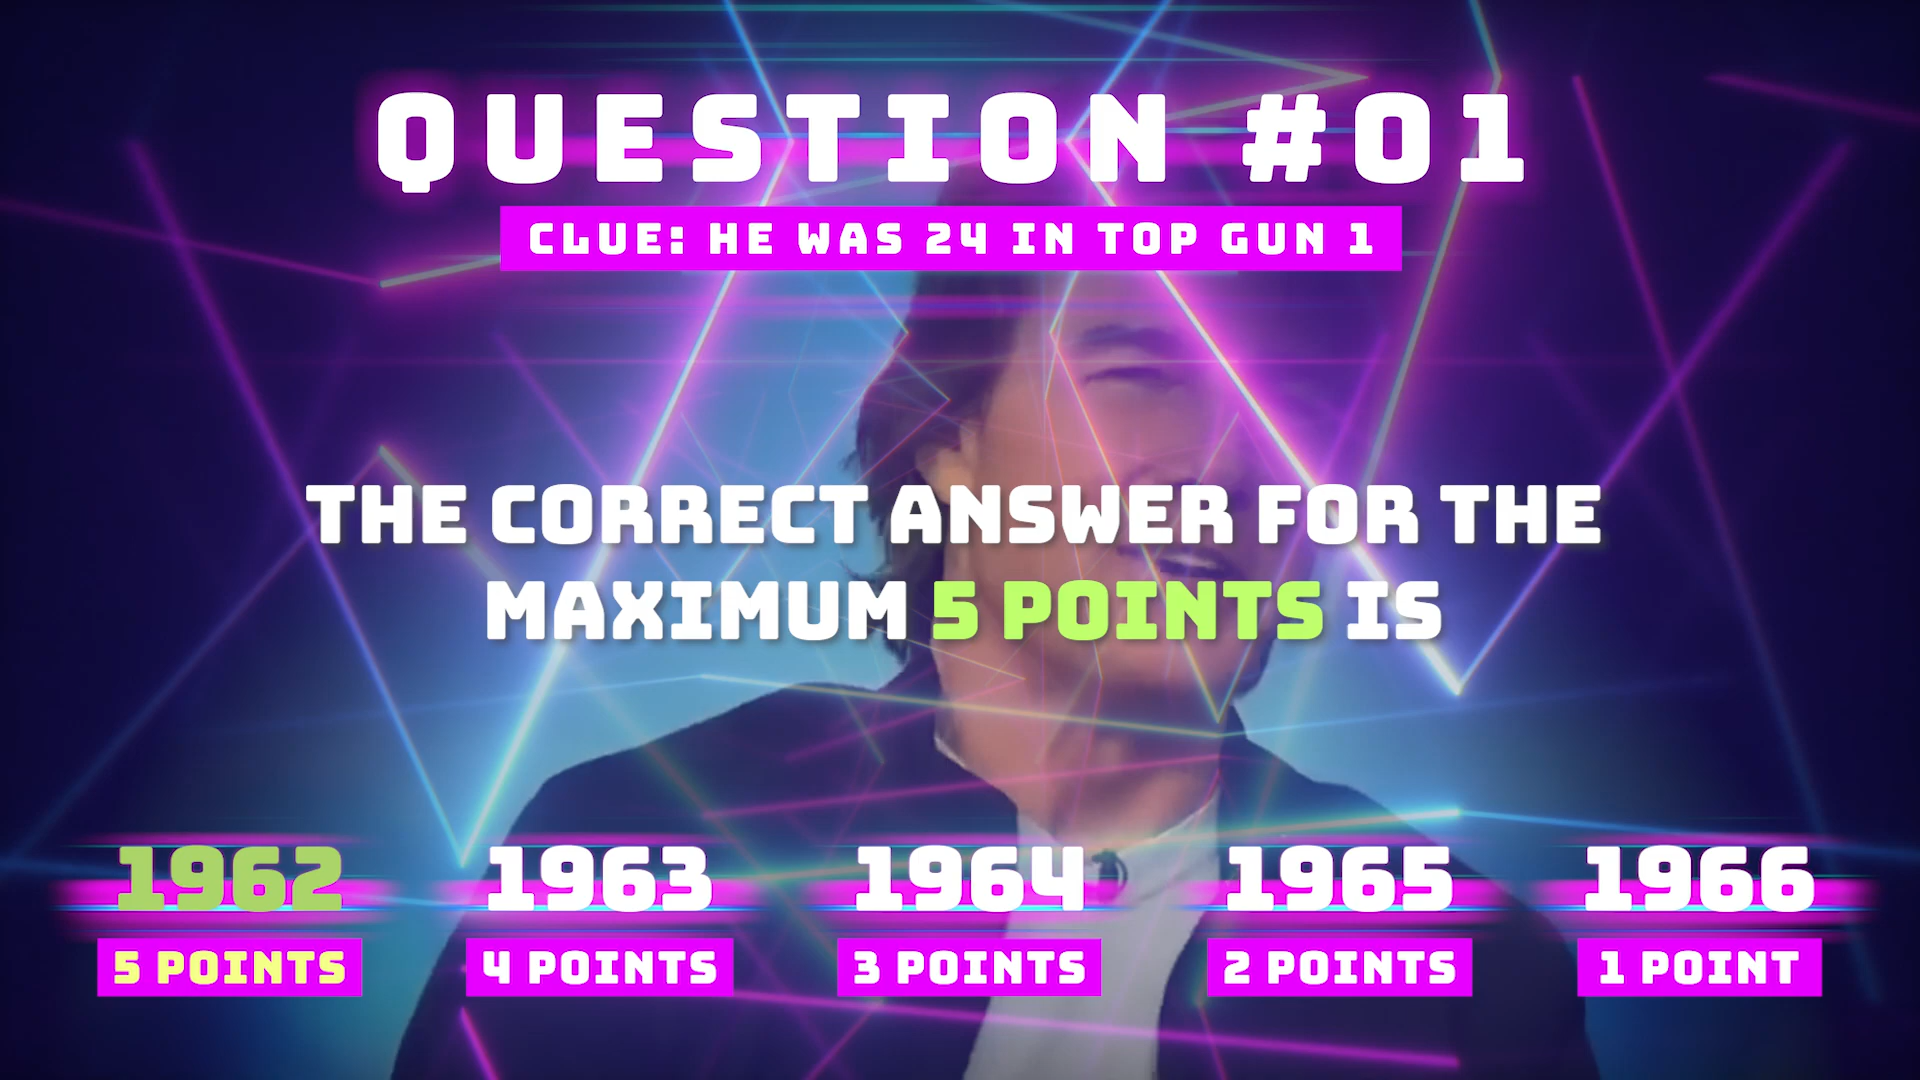 QUESTION #01
CLUE: HE WAS 24 IN TOP GUN 1
THE CORRECT ANSWER FOR THE
MAXIMUM 5 POINTS IS
1962 1963 1964 1965 1966
5 POINTS 4 POINTS 3 POINTS 2 POINTS 1 POINT